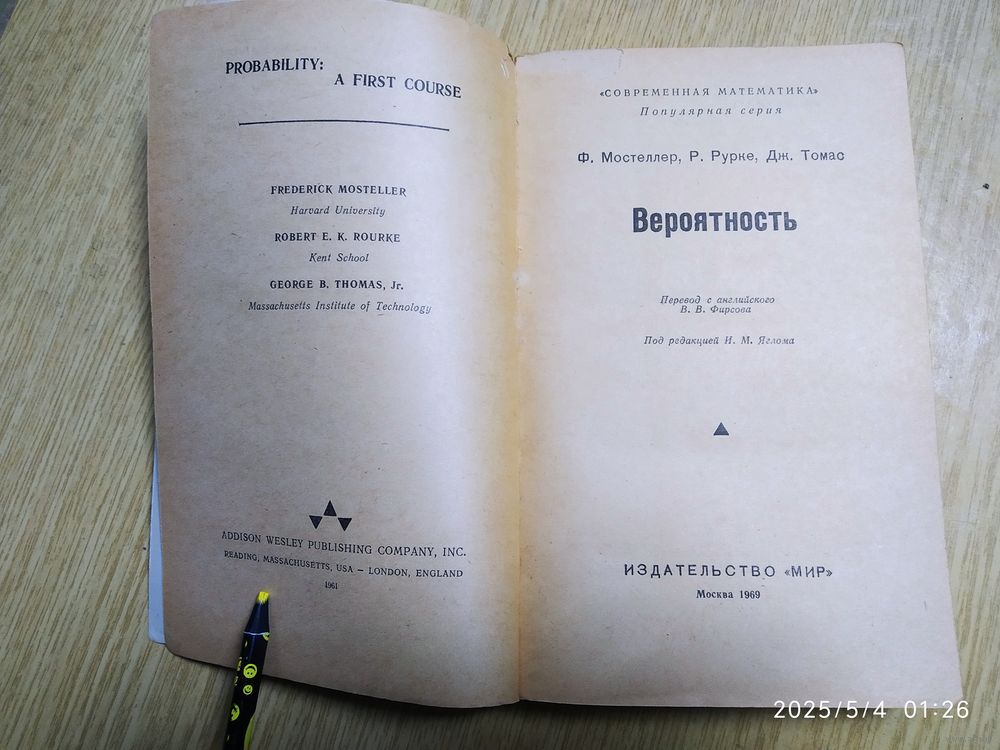 PROBABILITY:
A FIRST COURSE
FREDERICK MOSTELLER
Harvard University
ROBERT E. K. ROURKE
Kent School
GEORGE B. THOMAS, Jr.
Massachusetts Institute of Technology
ADDISON WESLEY PUBLISHING COMPANY, INC.
READING, MASSACHUSETTS, USA — LONDON, ENGLAND
1961
«СОВРЕМЕННАЯ МАТЕМАТИКА»
Популярная серия
Ф. Мостеллер, Р. Рурке, Дж. Томас
Вероятность
Перевод с английского
В. В. Фирсова
Под редакцией И. М. Яглома
ИЗДАТЕЛЬСТВО «МИР»
Москва 1969
2025/5/4 01:26